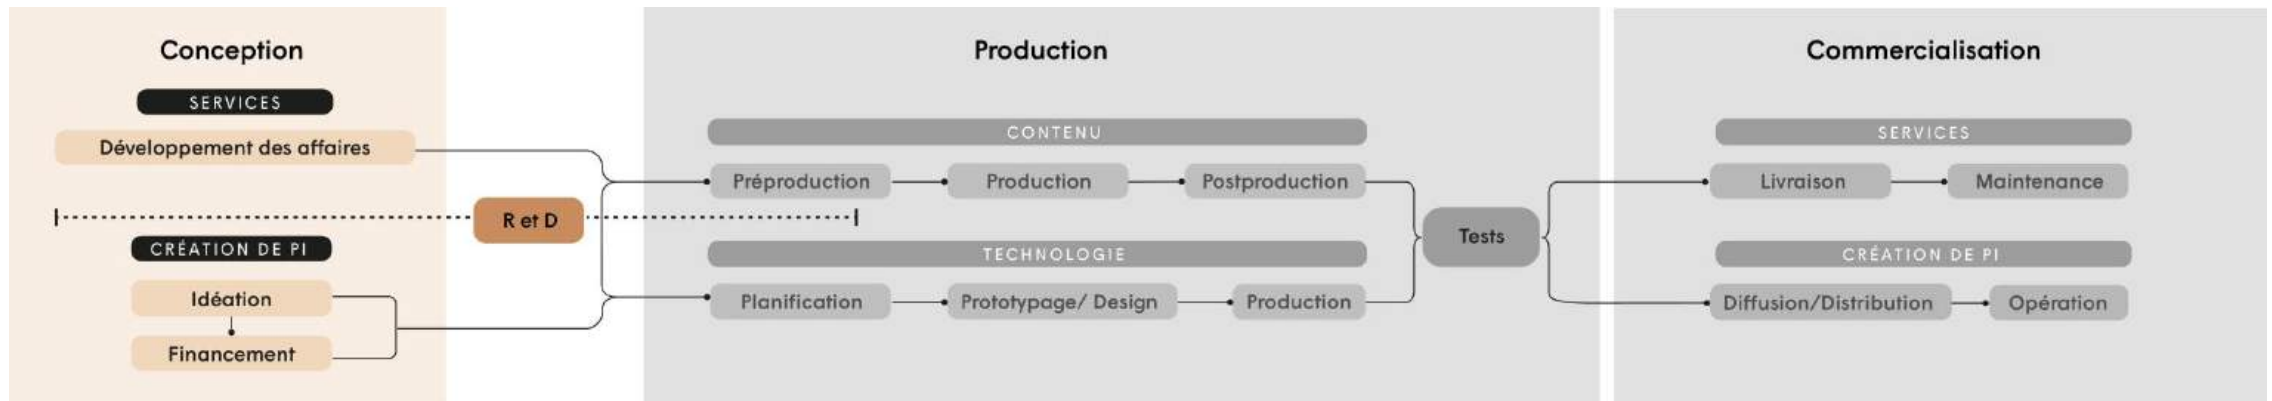 Conception
SERVICES
Développement des affaires
R et D
CRÉATION DE PI
Idéation
Financement
Production
CONTENU
Préproduction
Production
Postproduction
TECHNOLOGIE
Planification
Prototypage/ Design
Production
Tests
Commercialisation
SERVICES
Livraison
Maintenance
CRÉATION DE PI
Diffusion/Distribution
Opération